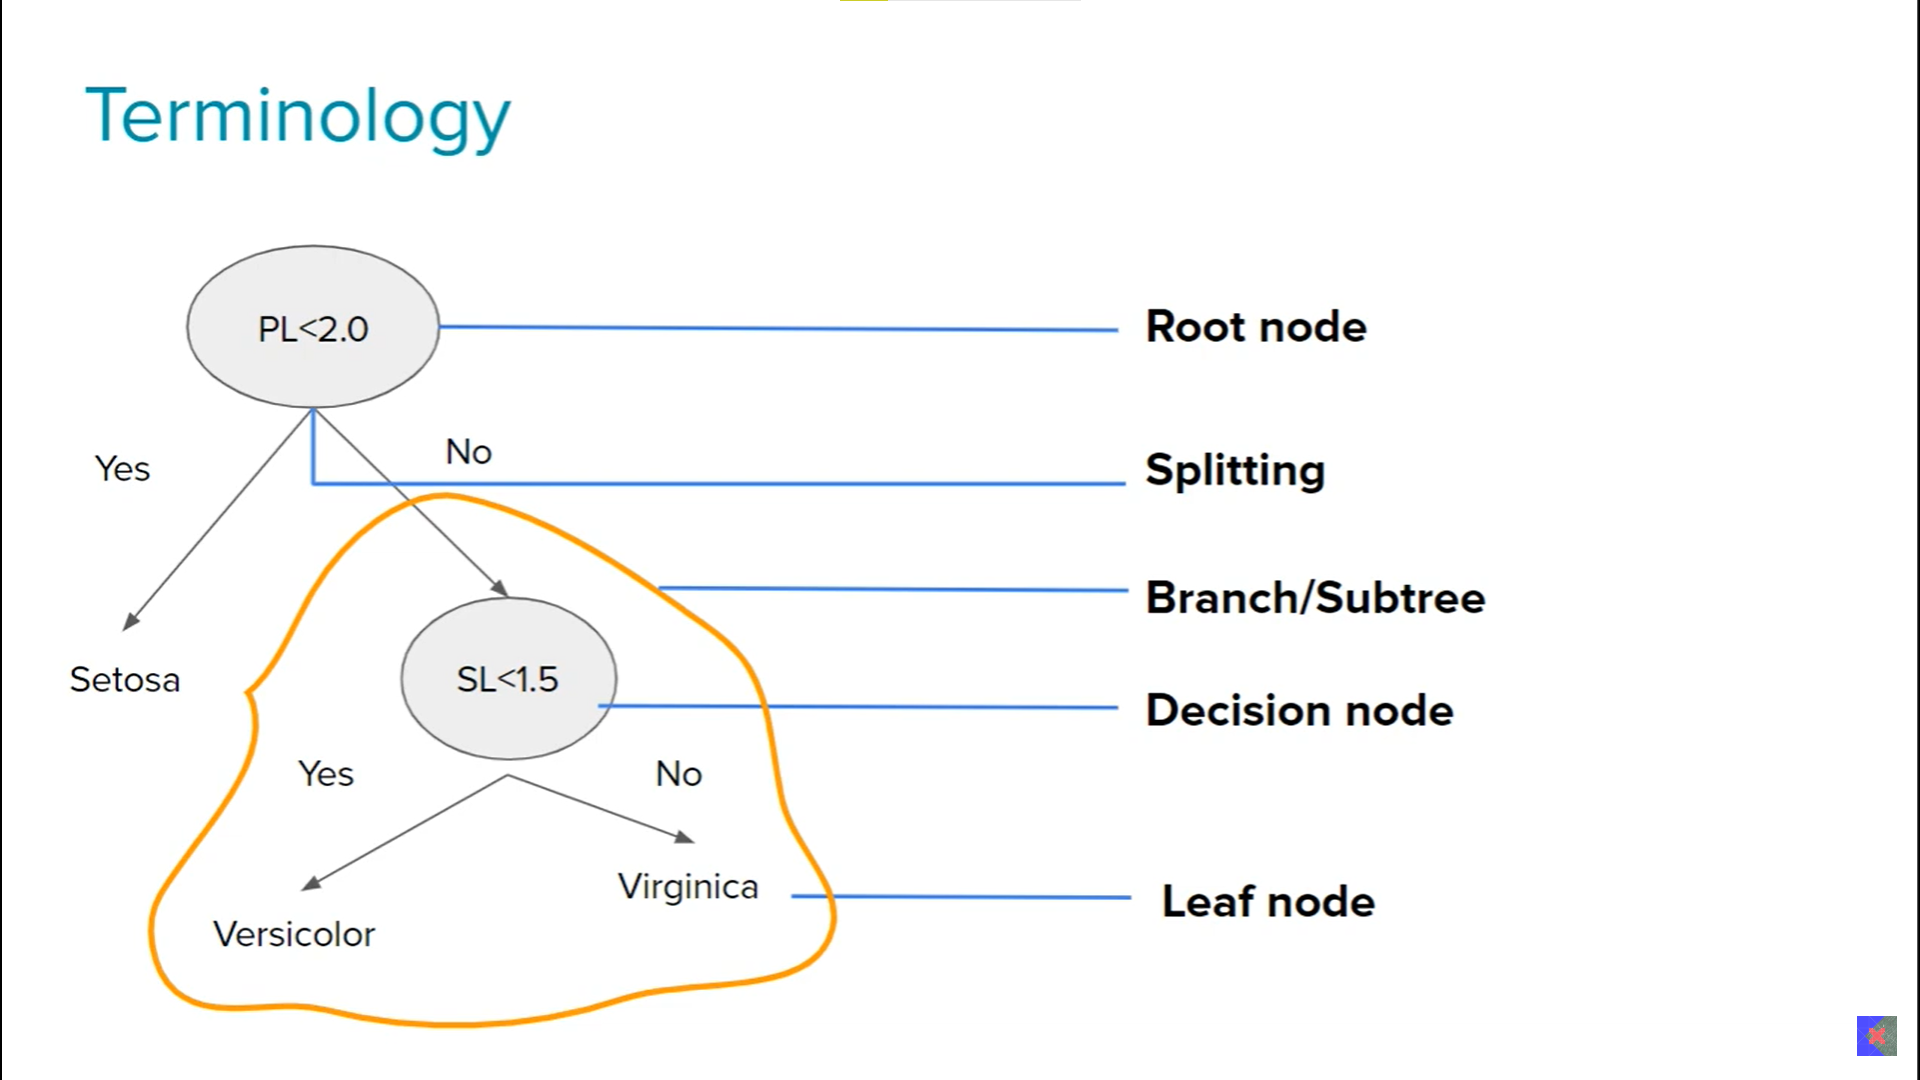 Terminology
PL<2.0
Root node
Yes
No
Splitting
Branch/Subtree
Setosa
SL<1.5
Decision node
Yes
No
Virginica
Leaf node
Versicolor